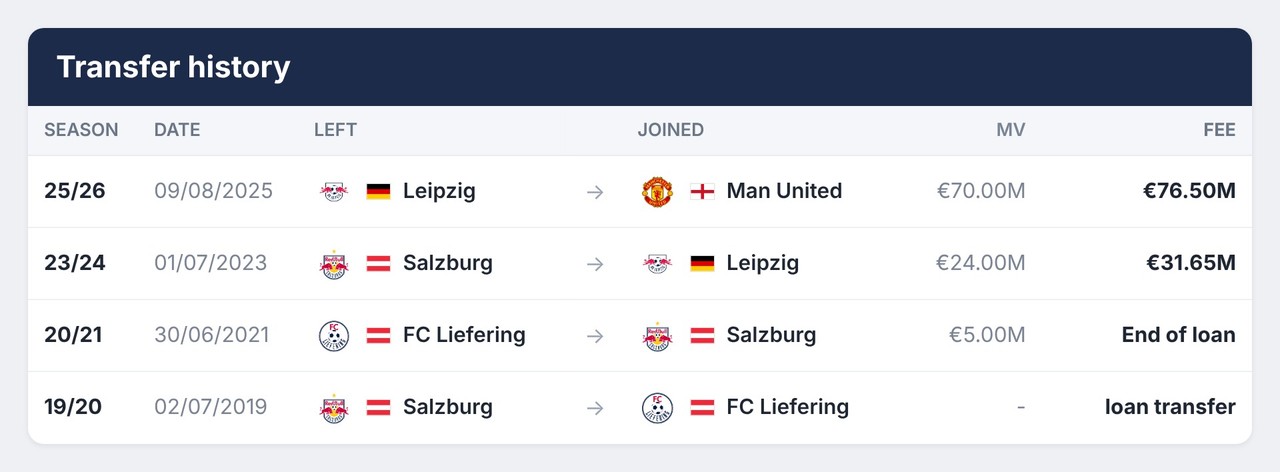 Transfer history
SEASON DATE LEFT JOINED MV FEE
25/26 09/08/2025 Leipzig → Man United €70.00M €76.50M
23/24 01/07/2023 Salzburg → Leipzig €24.00M €31.65M
20/21 30/06/2021 FC Liefering → Salzburg €5.00M End of loan
19/20 02/07/2019 Salzburg → FC Liefering - loan transfer